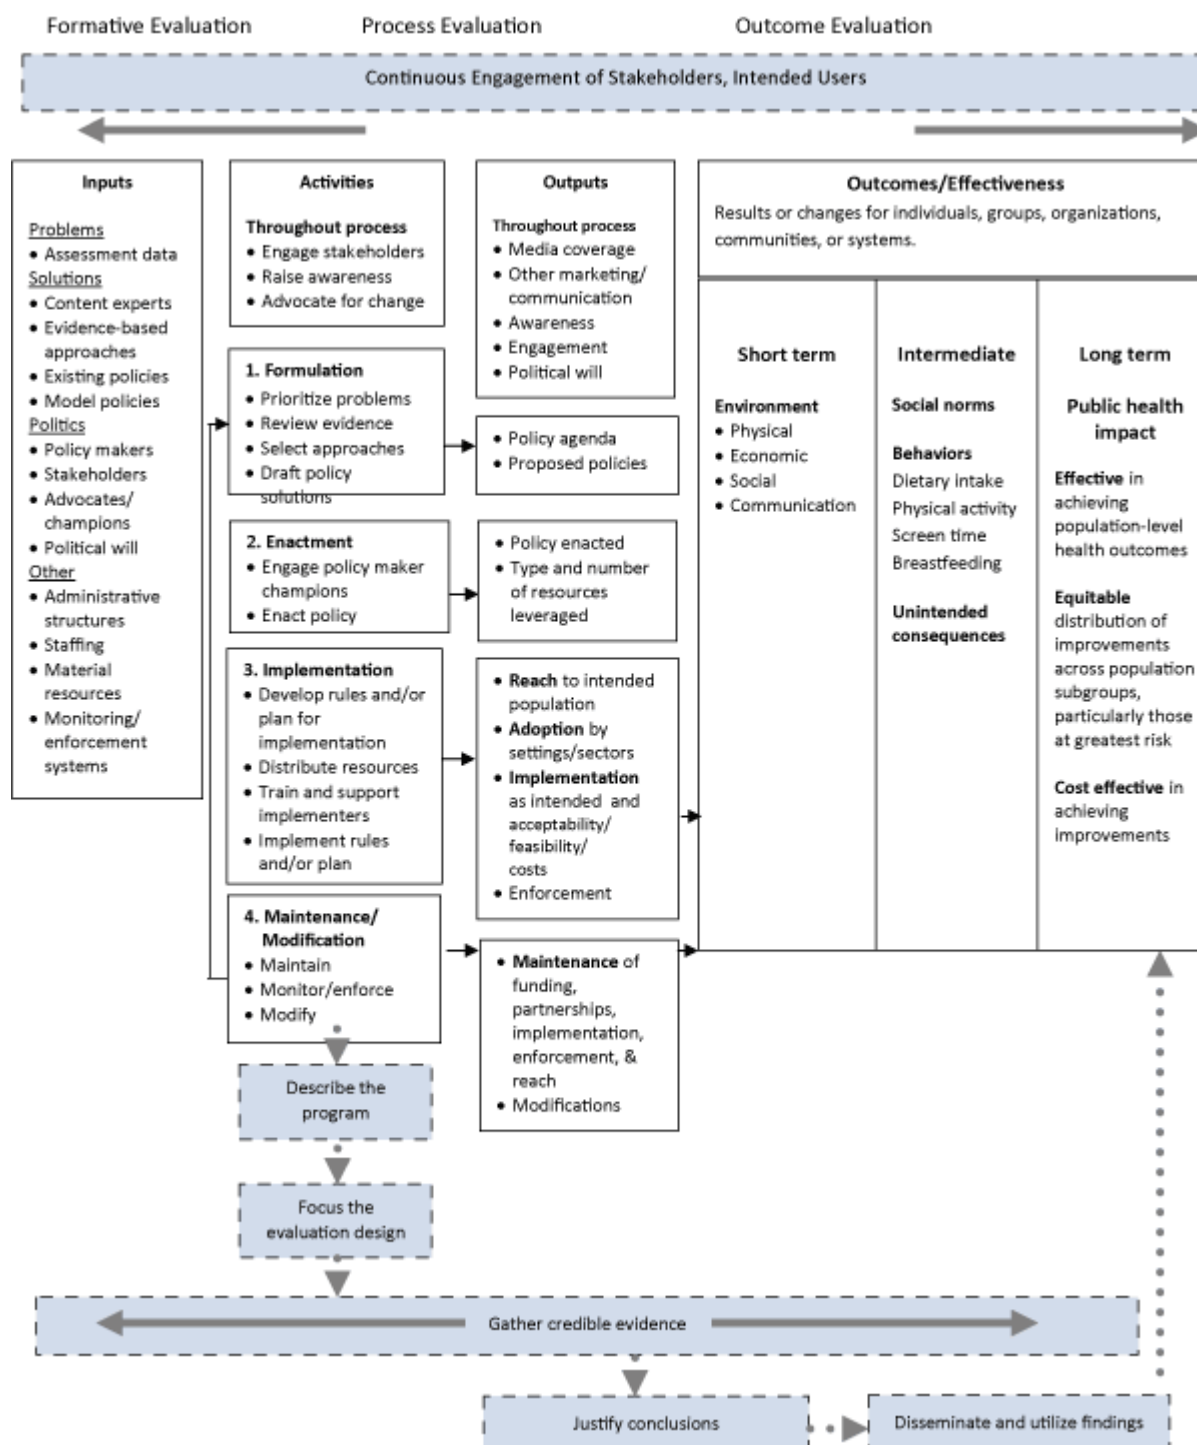 Formative Evaluation
Process Evaluation
Outcome Evaluation
Continuous Engagement of Stakeholders, Intended Users
Inputs
Problems
• Assessment data
Solutions
• Content experts
• Evidence-based
approaches
• Existing policies
• Model policies
Politics
• Policy makers
• Stakeholders
• Advocates/
champions
• Political will
Other
• Administrative
structures
• Staffing
• Material
resources
• Monitoring/
enforcement
systems
Activities
Throughout process
• Engage stakeholders
• Raise awareness
• Advocate for change
1. Formulation
• Prioritize problems
• Review evidence
• Select approaches
• Draft policy
solutions
2. Enactment
• Engage policy maker
champions
• Enact policy
3. Implementation
• Develop rules and/or
plan for
implementation
• Distribute resources
• Train and support
implementers
• Implement rules
and/or plan
4. Maintenance/
Modification
• Maintain
• Monitor/enforce
• Modify
Outputs
Throughout process
• Media coverage
• Other marketing/
communication
• Awareness
• Engagement
• Political will
• Policy agenda
• Proposed policies
• Policy enacted
• Type and number
of resources
leveraged
• Reach to intended
population
• Adoption by
settings/sectors
• Implementation
as intended and
acceptability/
feasibility/
costs
• Enforcement
• Maintenance of
funding,
partnerships,
implementation,
enforcement, &
reach
• Modifications
Outcomes/Effectiveness
Results or changes for individuals, groups, organizations,
communities, or systems.
Short term
Environment
• Physical
• Economic
• Social
• Communication
Intermediate
Social norms
Behaviors
Dietary intake
Physical activity
Screen time
Breastfeeding
Unintended
consequences
Long term
Public health
impact
Effective in
achieving
population-level
health outcomes
Equitable
distribution of
improvements
across population
subgroups,
particularly those
at greatest risk
Cost effective in
achieving
improvements
Describe the
program
Focus the
evaluation design
Gather credible evidence
Justify conclusions
Disseminate and utilize findings